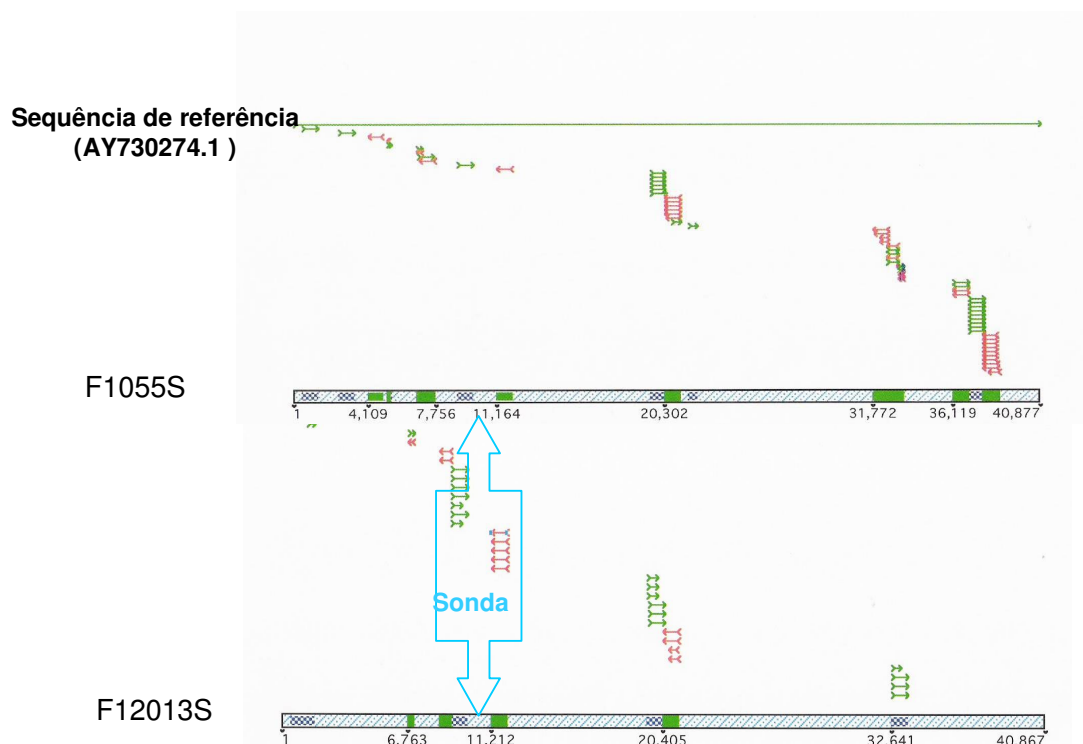 Sequência de referência
(AY730274.1 )
F1055S
1 4,109 7,756 11,164 20,302 31,772 36,119 40,877
Sonda
F12013S
1 6,763 11,212 20,405 32,641 40,867